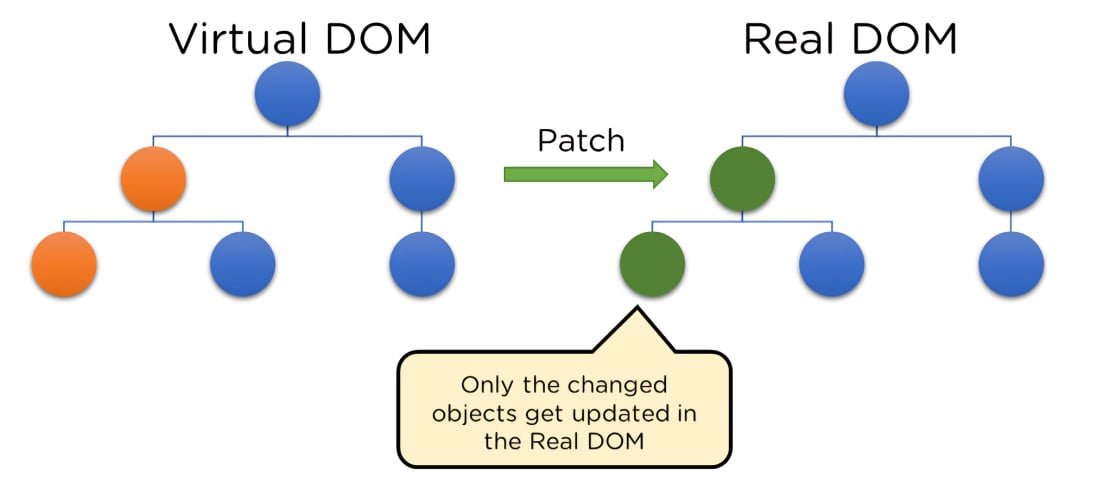 Virtual DOM
Real DOM
Patch
Only the changed
objects get updated in
the Real DOM